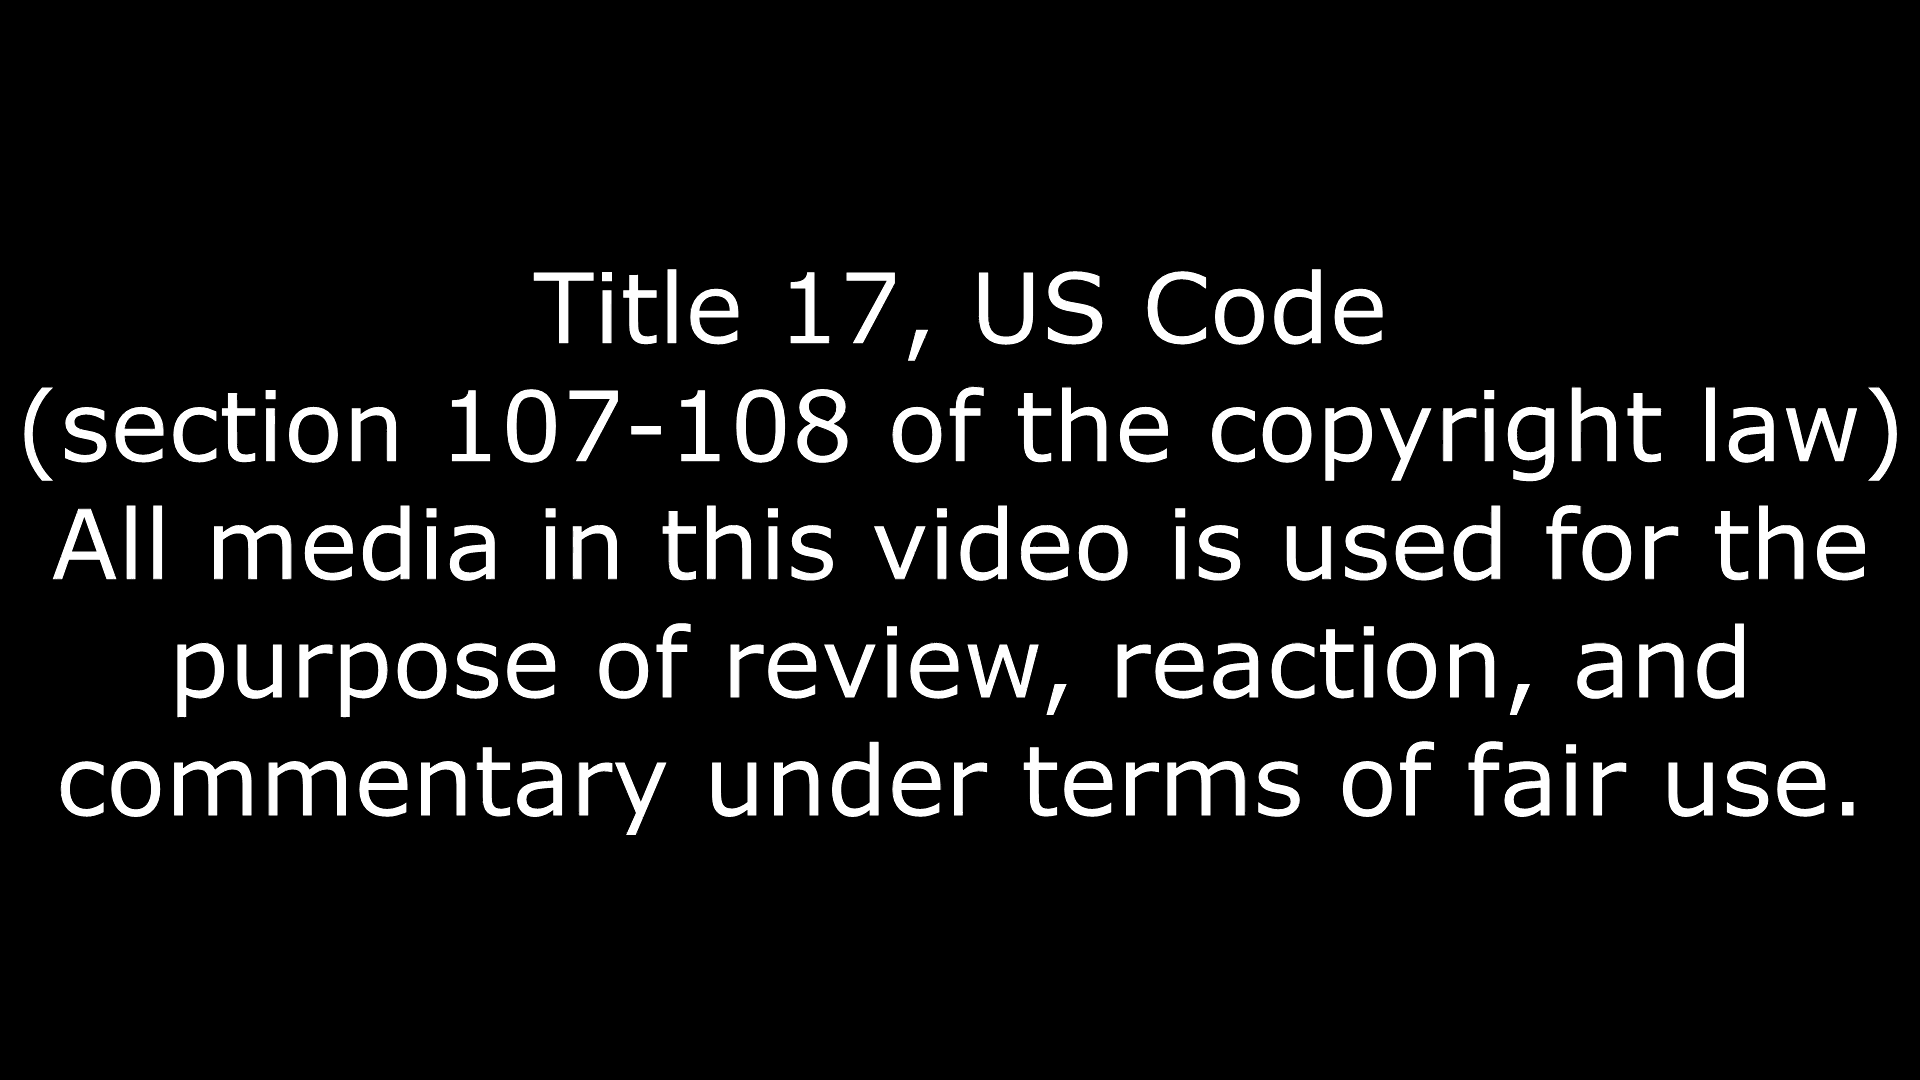 Title 17, US Code
(section 107-108 of the copyright law)
All media in this video is used for the
purpose of review, reaction, and
commentary under terms of fair use.